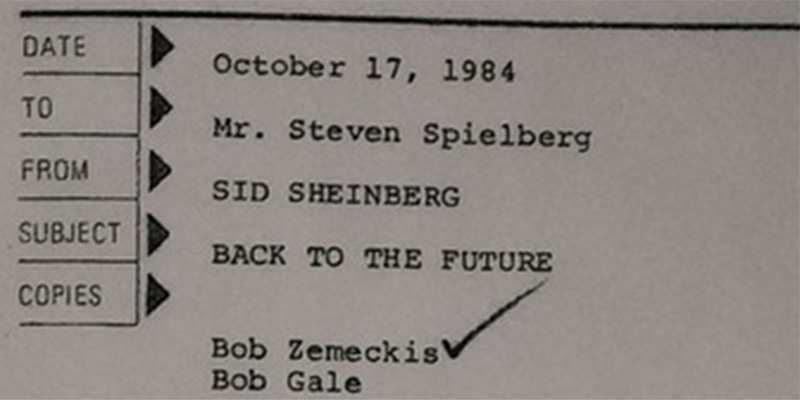 DATE October 17, 1984
TO Mr. Steven Spielberg
FROM SID SHEINBERG
SUBJECT BACK TO THE FUTURE
COPIES
Bob Zemeckis
Bob Gale